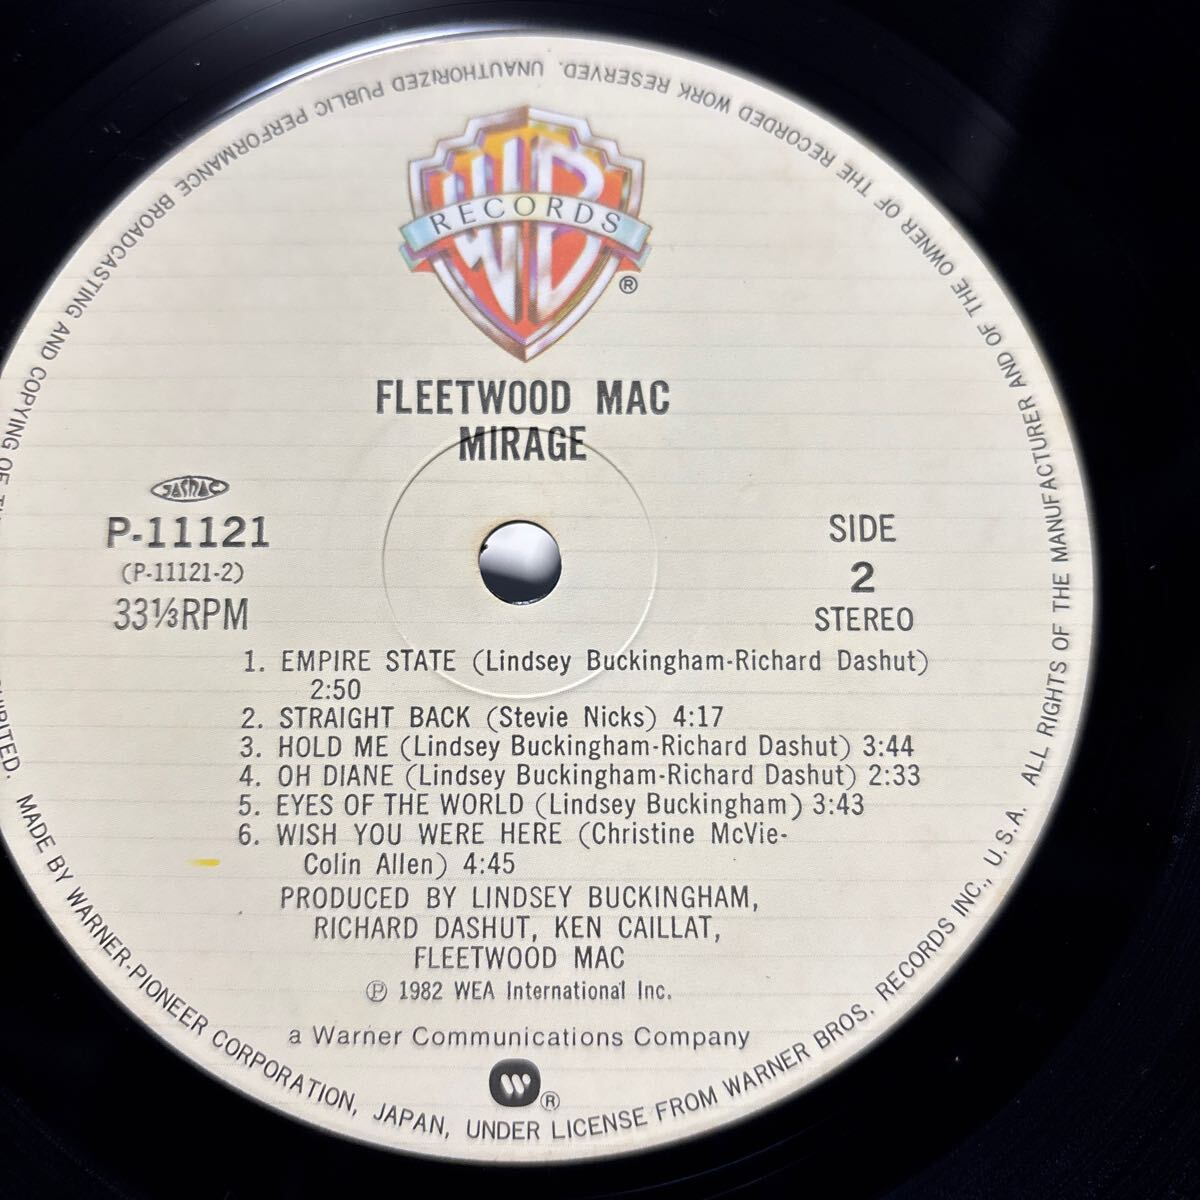 WB
RECORDS
®
FLEETWOOD MAC
MIRAGE
JASRAC
P-11121
(P-11121-2)
33⅓RPM
SIDE
2
STEREO
1. EMPIRE STATE (Lindsey Buckingham-Richard Dashut)
2:50
2. STRAIGHT BACK (Stevie Nicks) 4:17
3. HOLD ME (Lindsey Buckingham-Richard Dashut) 3:44
4. OH DIANE (Lindsey Buckingham-Richard Dashut) 2:33
5. EYES OF THE WORLD (Lindsey Buckingham) 3:43
6. WISH YOU WERE HERE (Christine McVie-
Colin Allen) 4:45
PRODUCED BY LINDSEY BUCKINGHAM,
RICHARD DASHUT, KEN CAILLAT,
FLEETWOOD MAC
℗ 1982 WEA International Inc.
a Warner Communications Company
®
MADE BY WARNER-PIONEER CORPORATION, JAPAN, UNDER LICENSE FROM WARNER BROS. RECORDS INC., U.S.A. ALL RIGHTS OF THE MANUFACTURER AND OF THE OWNER OF THE RECORDED WORK RESERVED. UNAUTHORIZED PUBLIC PERFORMANCE BROADCASTING AND COPYING OF